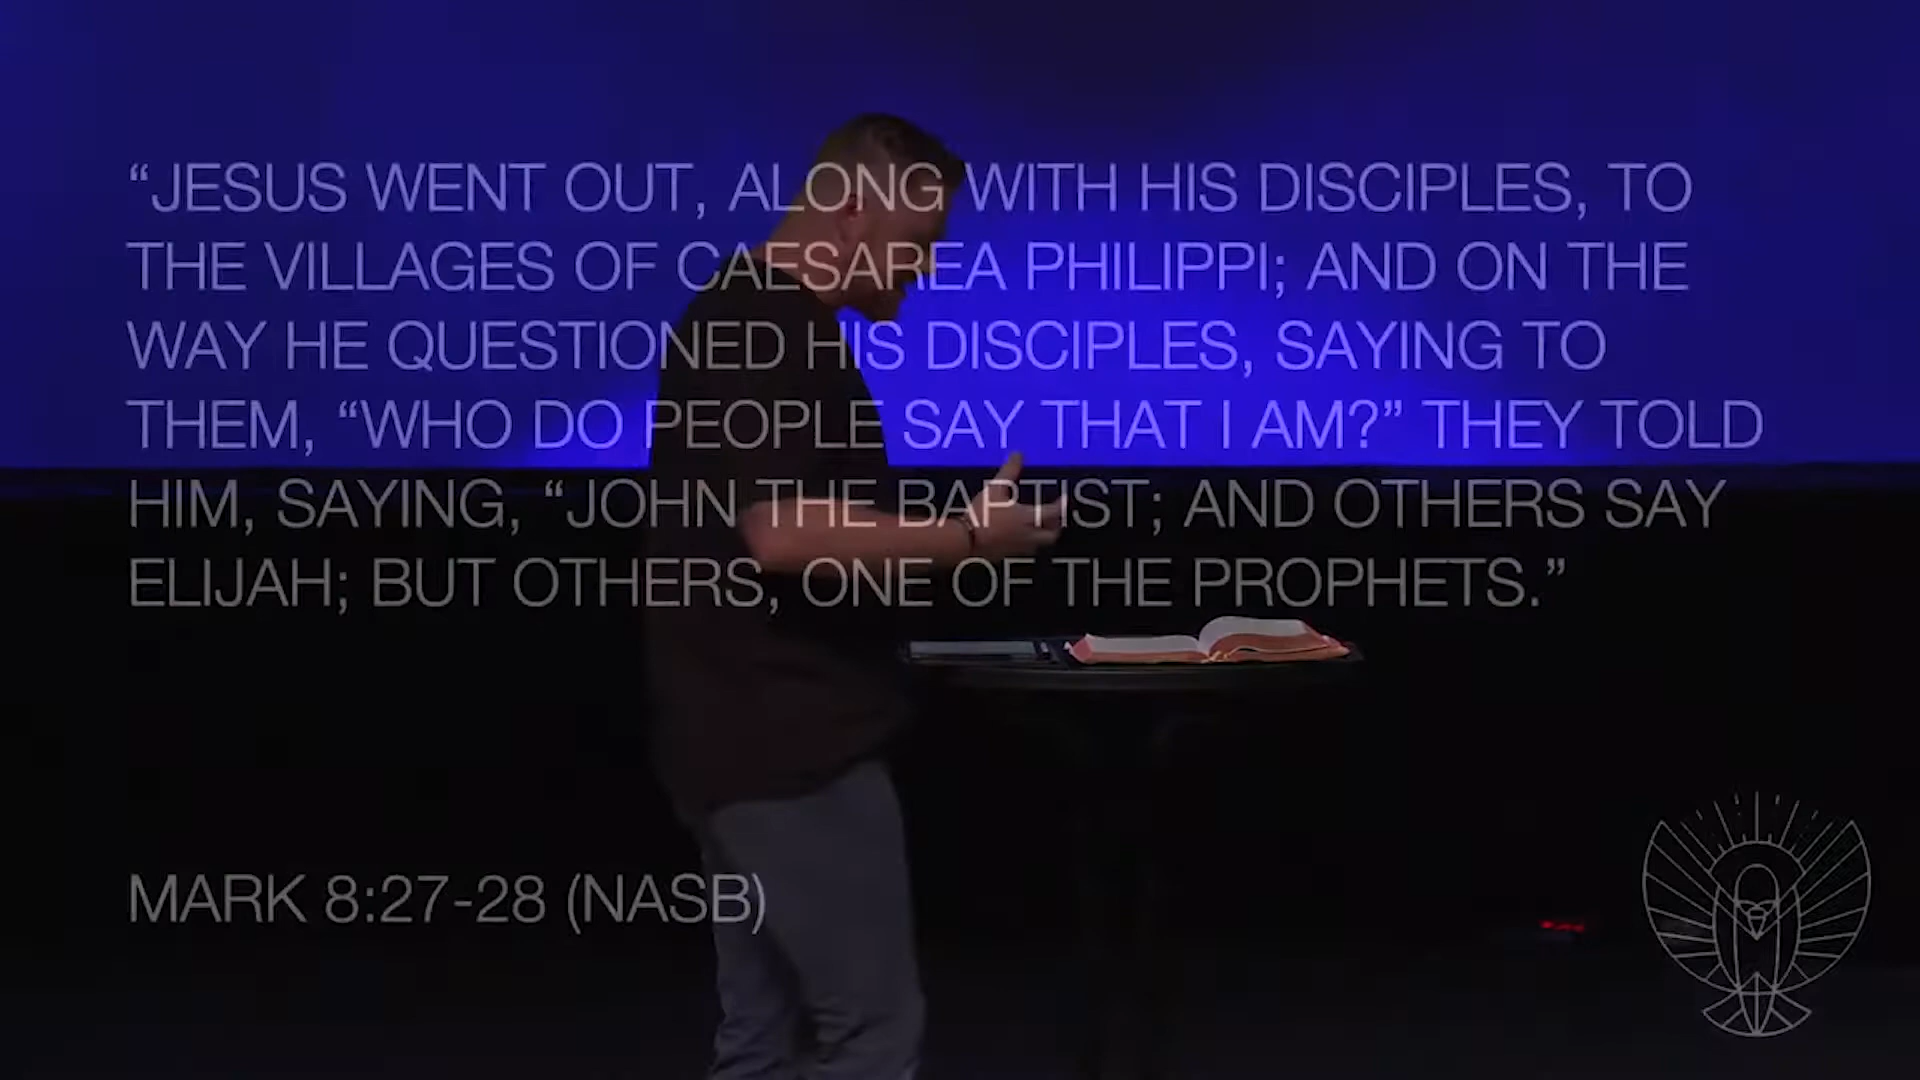 “JESUS WENT OUT, ALONG WITH HIS DISCIPLES, TO
THE VILLAGES OF CAESAREA PHILIPPI; AND ON THE
WAY HE QUESTIONED HIS DISCIPLES, SAYING TO
THEM, “WHO DO PEOPLE SAY THAT I AM?” THEY TOLD
HIM, SAYING, “JOHN THE BAPTIST; AND OTHERS SAY
ELIJAH; BUT OTHERS, ONE OF THE PROPHETS.”
MARK 8:27-28 (NASB)